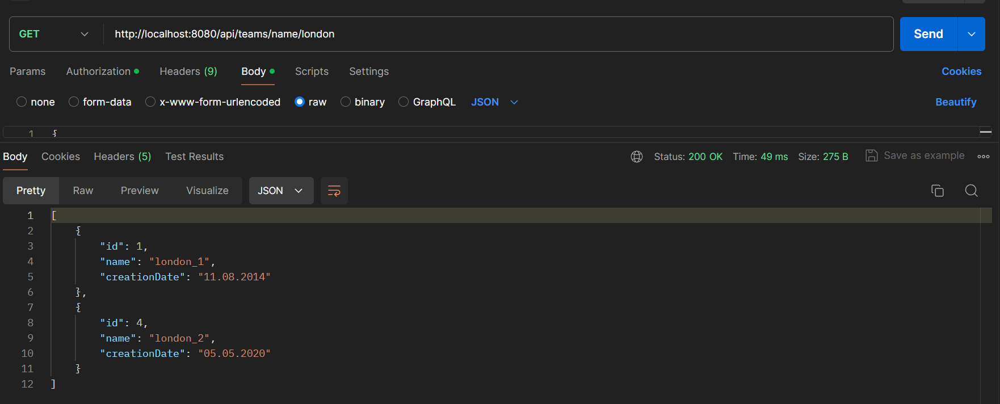 GET http://localhost:8080/api/teams/name/london Send
Params Authorization Headers (9) Body Scripts Settings Cookies
none form-data x-www-form-urlencoded raw binary GraphQL JSON Beautify
1 {
Body Cookies Headers (5) Test Results Status: 200 OK Time: 49 ms Size: 275 B Save as example
Pretty Raw Preview Visualize JSON
1 [
2 {
3 "id": 1,
4 "name": "london_1",
5 "creationDate": "11.08.2014"
6 },
7 {
8 "id": 4,
9 "name": "london_2",
10 "creationDate": "05.05.2020"
11 }
12 ]